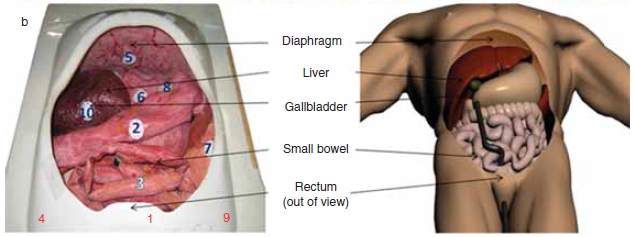 b
Diaphragm
5
Liver
8
6
10
Gallbladder
2
7
Small bowel
3
Rectum
(out of view)
4 1 9